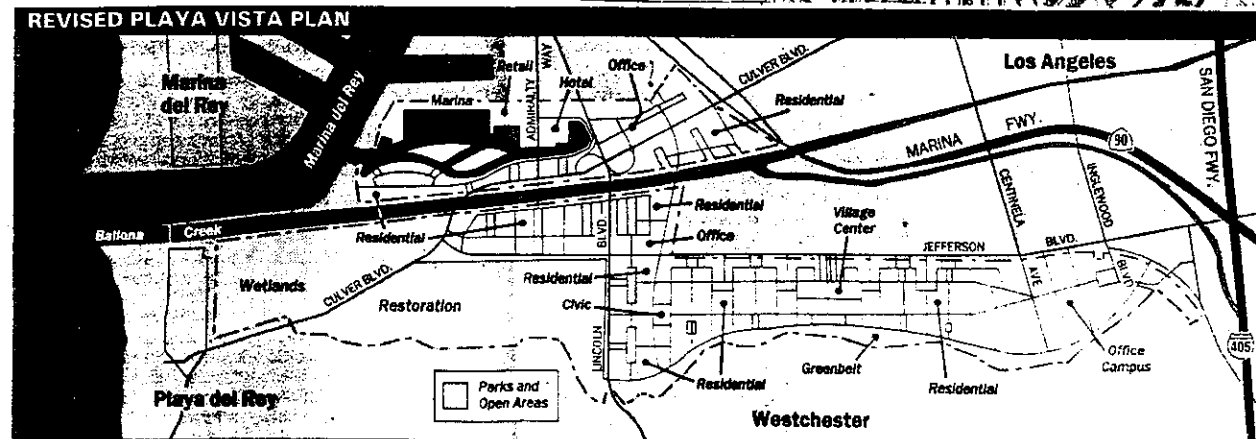 REVISED PLAYA VISTA PLAN
Marina
del Rey
Marina del Rey
Retail
Marina
ADMIRALTY
WAY
Hotel
Office
CULVER BLVD.
Residential
Los Angeles
SAN DIEGO FWY.
MARINA FWY.
90
CENTINELA
AVE
INGLEWOOD
BLVD
Ballona Creek
Residential
BLVD.
LINCOLN
Residential
Office
Village
Center
JEFFERSON BLVD.
Wetlands
CULVER BLVD.
Restoration
Residential
Civic
405
Office
Campus
Greenbelt
Residential
Residential
Playa del Rey
Parks and
Open Areas
Westchester